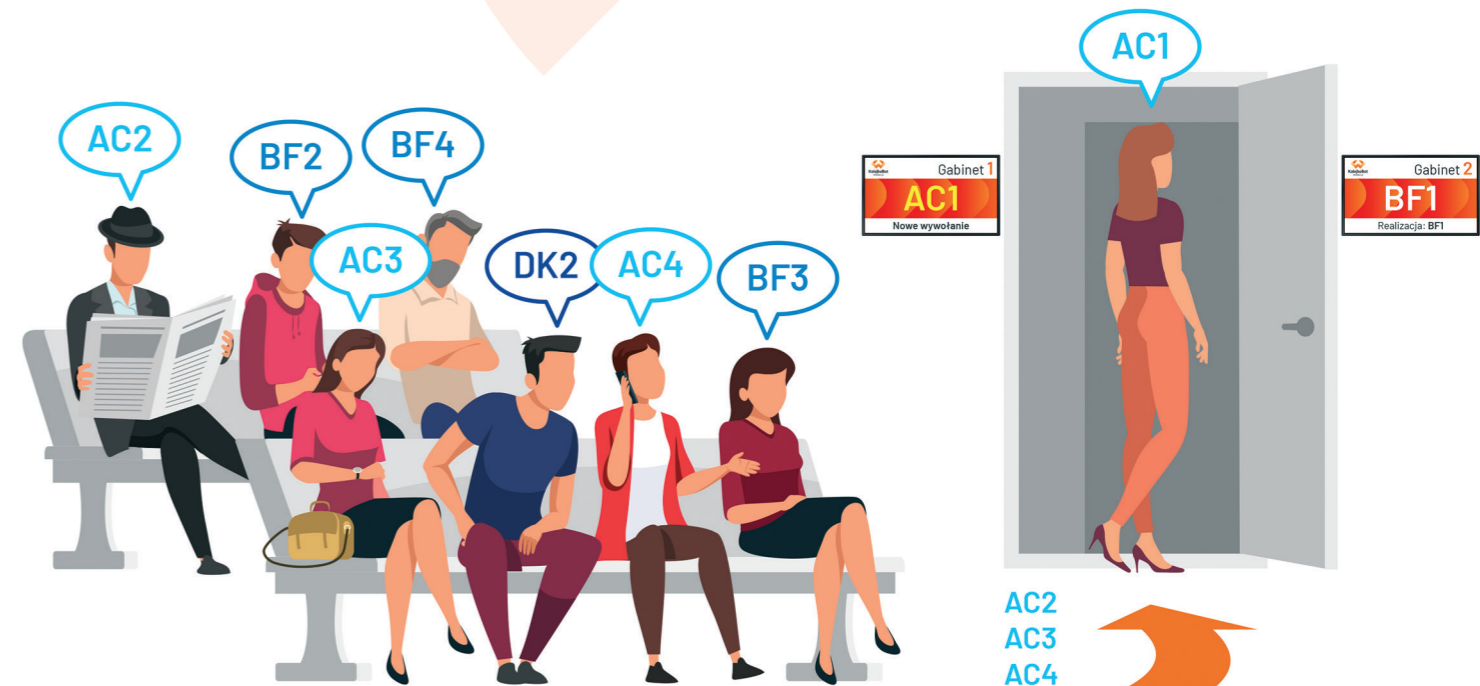 AC1
AC2
BF2
BF4
AC3
DK2
AC4
BF3
Gabinet 1
AC1
Nowe wywołanie
Gabinet 2
BF1
Realizacja: BF1
AC2
AC3
AC4